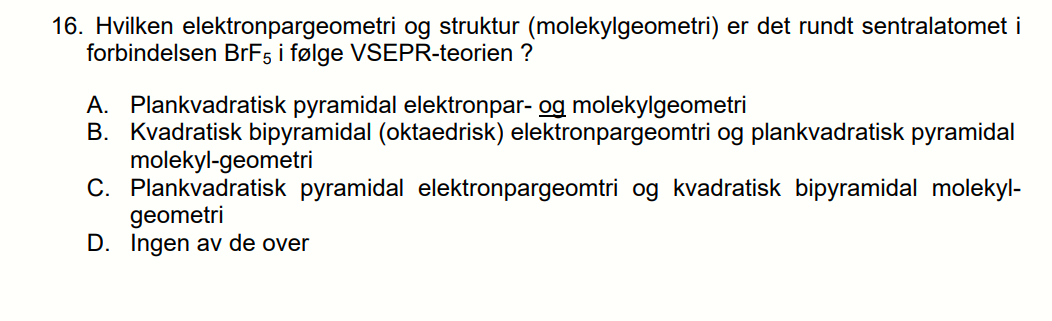 16. Hvilken elektronpargeometri og struktur (molekylgeometri) er det rundt sentralatomet i
forbindelsen BrF₅ i følge VSEPR-teorien ?
A. Plankvadratisk pyramidal elektronpar- og molekylgeometri
B. Kvadratisk bipyramidal (oktaedrisk) elektronpargeomtri og plankvadratisk pyramidal
molekyl-geometri
C. Plankvadratisk pyramidal elektronpargeomtri og kvadratisk bipyramidal molekyl-
geometri
D. Ingen av de over